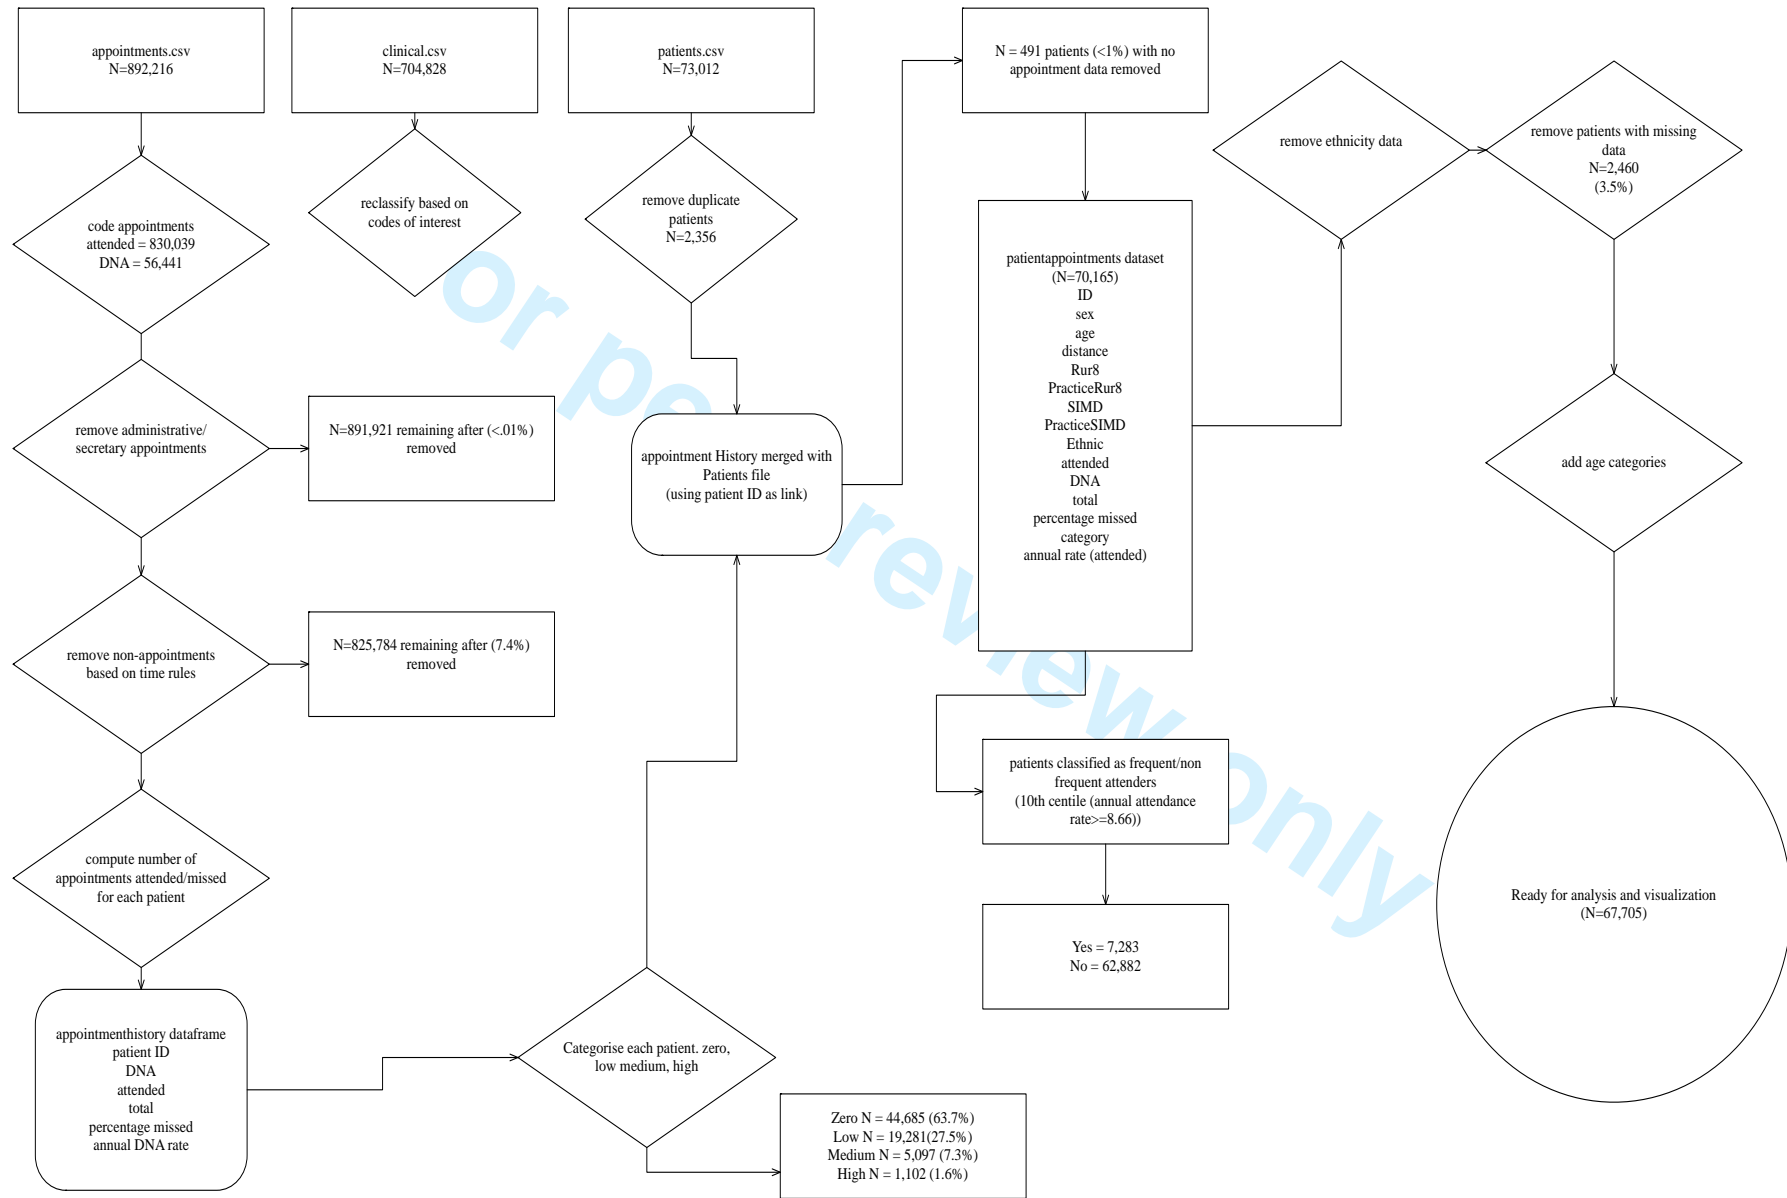 appointments.csv
N=892,216
clinical.csv
N=704,828
patients.csv
N=73,012
N = 491 patients (<1%) with no
appointment data removed
code appointments
attended = 830,039
DNA = 56,441
reclassify based on
codes of interest
remove duplicate
patients
N=2,356
remove ethnicity data
remove patients with missing
data
N=2,460
(3.5%)
patientappointments dataset
(N=70,165)
ID
sex
age
distance
Rur8
PracticeRur8
SIMD
PracticeSIMD
Ethnic
attended
DNA
total
percentage missed
category
annual rate (attended)
remove administrative/
secretary appointments
N=891,921 remaining after (<.01%)
removed
appointment History merged with
Patients file
(using patient ID as link)
add age categories
remove non-appointments
based on time rules
N=825,784 remaining after (7.4%)
removed
patients classified as frequent/non
frequent attenders
(10th centile (annual attendance
rate>=8.66))
compute number of
appointments attended/missed
for each patient
Yes = 7,283
No = 62,882
Ready for analysis and visualization
(N=67,705)
appointmenthistory dataframe
patient ID
DNA
attended
total
percentage missed
annual DNA rate
Categorise each patient. zero,
low medium, high
Zero N = 44,685 (63.7%)
Low N = 19,281(27.5%)
Medium N = 5,097 (7.3%)
High N = 1,102 (1.6%)
or peer review only